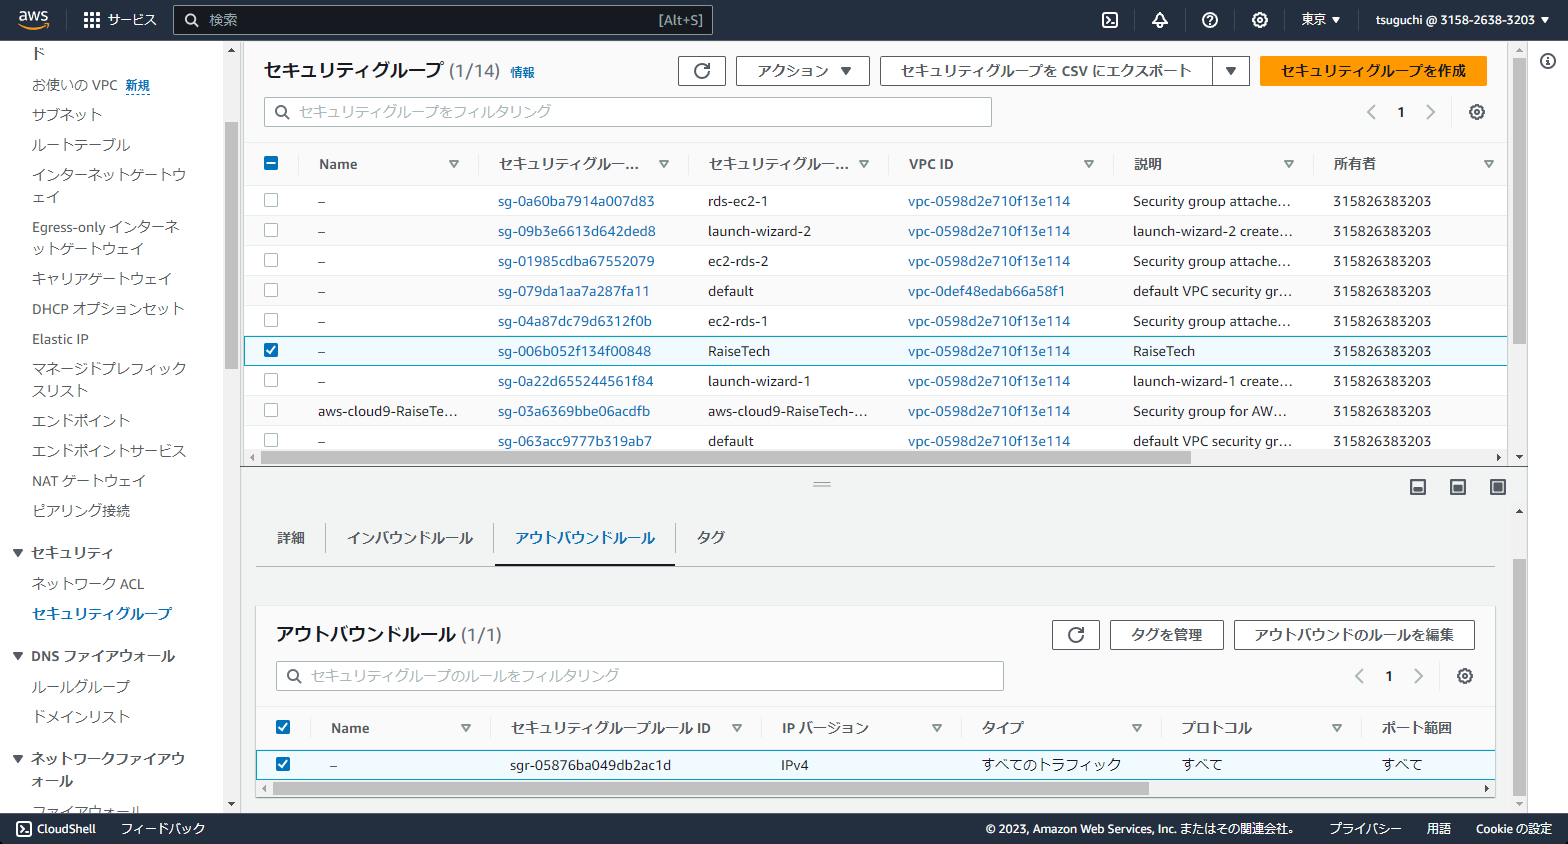 aws
サービス
検索
[Alt+S]
東京 ▼
tsuguchi @ 3158-2638-3203 ▼
ド
お使いの VPC 新規
サブネット
ルートテーブル
インターネットゲートウ
ェイ
Egress-only インターネ
ットゲートウェイ
キャリアゲートウェイ
DHCP オプションセット
Elastic IP
マネージドプレフィック
スリスト
エンドポイント
エンドポイントサービス
NAT ゲートウェイ
ピアリング接続
▼ セキュリティ
ネットワーク ACL
セキュリティグループ
▼ DNS ファイアウォール
ルールグループ
ドメインリスト
▼ ネットワークファイアウ
ォール
ファイアウォール
セキュリティグループ (1/14) 情報
アクション ▼
セキュリティグループを CSV にエクスポート ▼
セキュリティグループを作成
セキュリティグループをフィルタリング
1
Name セキュリティグルー... セキュリティグルー... VPC ID 説明 所有者
– sg-0a60ba7914a007d83 rds-ec2-1 vpc-0598d2e710f13e114 Security group attache... 315826383203
– sg-09b3e6613d642ded8 launch-wizard-2 vpc-0598d2e710f13e114 launch-wizard-2 create... 315826383203
– sg-01985cdba67552079 ec2-rds-2 vpc-0598d2e710f13e114 Security group attache... 315826383203
– sg-079da1aa7a287fa11 default vpc-0def48edab66a58f1 default VPC security gr... 315826383203
– sg-04a87dc79d6312f0b ec2-rds-1 vpc-0598d2e710f13e114 Security group attache... 315826383203
– sg-006b052f134f00848 RaiseTech vpc-0598d2e710f13e114 RaiseTech 315826383203
– sg-0a22d655244561f84 launch-wizard-1 vpc-0598d2e710f13e114 launch-wizard-1 create... 315826383203
aws-cloud9-RaiseTe... sg-03a6369bbe06acdfb aws-cloud9-RaiseTech-... vpc-0598d2e710f13e114 Security group for AW... 315826383203
– sg-063acc9777b319ab7 default vpc-0598d2e710f13e114 default VPC security gr... 315826383203
詳細
インバウンドルール
アウトバウンドルール
タグ
アウトバウンドルール (1/1)
タグを管理
アウトバウンドのルールを編集
セキュリティグループのルールをフィルタリング
1
Name セキュリティグループルール ID IP バージョン タイプ プロトコル ポート範囲
– sgr-05876ba049db2ac1d IPv4 すべてのトラフィック すべて すべて
CloudShell
フィードバック
© 2023, Amazon Web Services, Inc. またはその関連会社。
プライバシー
用語
Cookie の設定